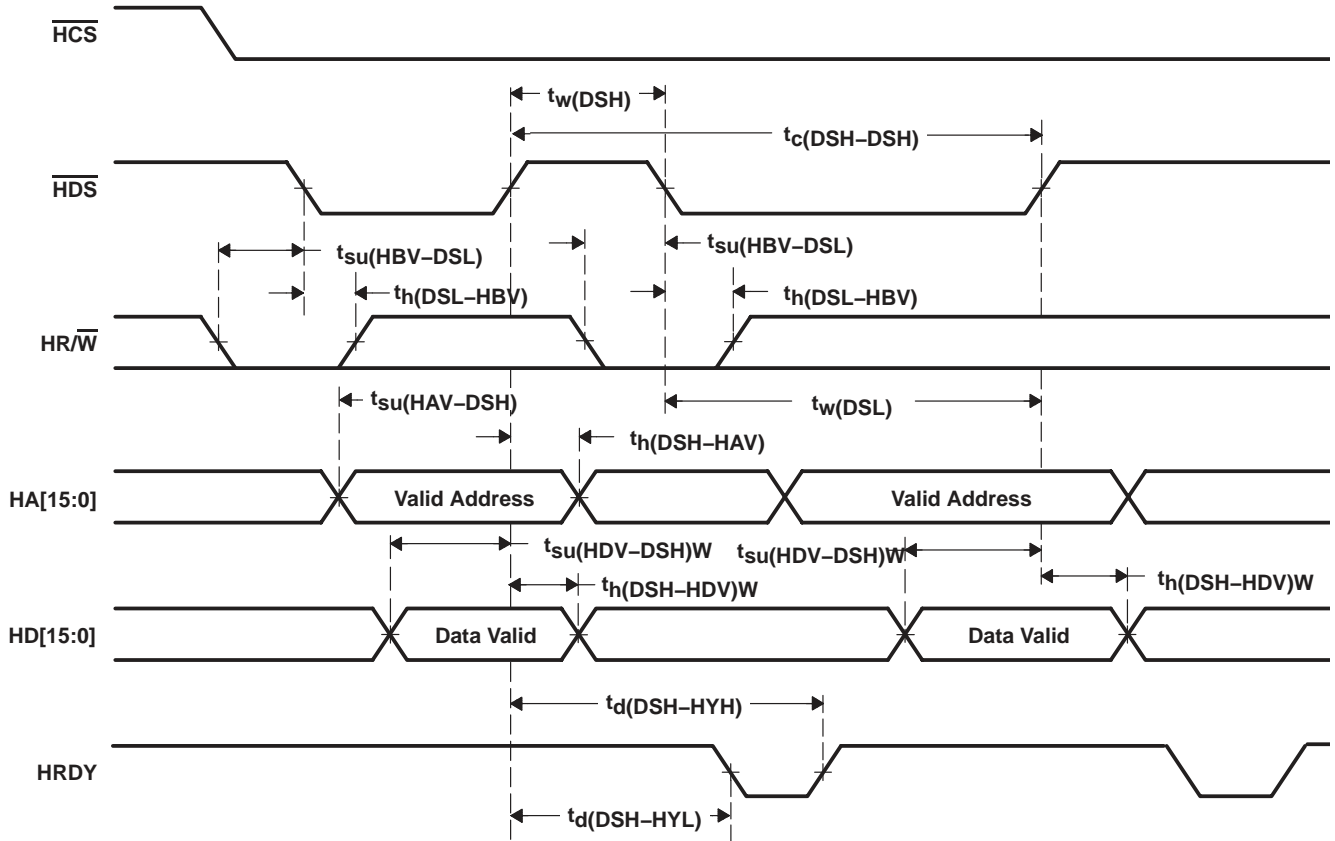 HCS
tw(DSH)
tc(DSH–DSH)
HDS
tsu(HBV–DSL)
tsu(HBV–DSL)
th(DSL–HBV)
th(DSL–HBV)
HR/W
tsu(HAV–DSH)
tw(DSL)
th(DSH–HAV)
HA[15:0]
Valid Address
Valid Address
tsu(HDV–DSH)W
tsu(HDV–DSH)W
th(DSH–HDV)W
th(DSH–HDV)W
HD[15:0]
Data Valid
Data Valid
td(DSH–HYH)
HRDY
td(DSH–HYL)